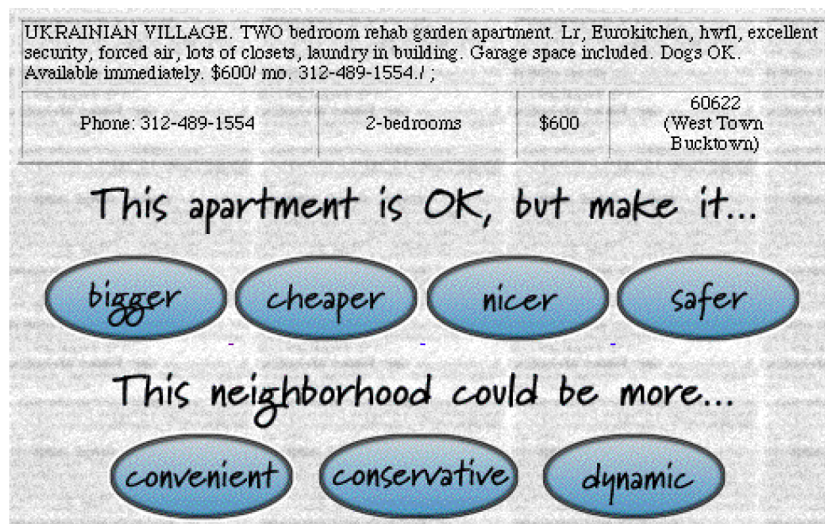 UKRAINIAN VILLAGE. TWO bedroom rehab garden apartment. Lr, Eurokitchen, hwfl, excellent
security, forced air, lots of closets, laundry in building. Garage space included. Dogs OK.
Available immediately. $600/ mo. 312-489-1554./ ;
Phone: 312-489-1554 2-bedrooms $600 60622
(West Town
Bucktown)
This apartment is OK, but make it...
bigger cheaper nicer safer
This neighborhood could be more...
convenient conservative dynamic